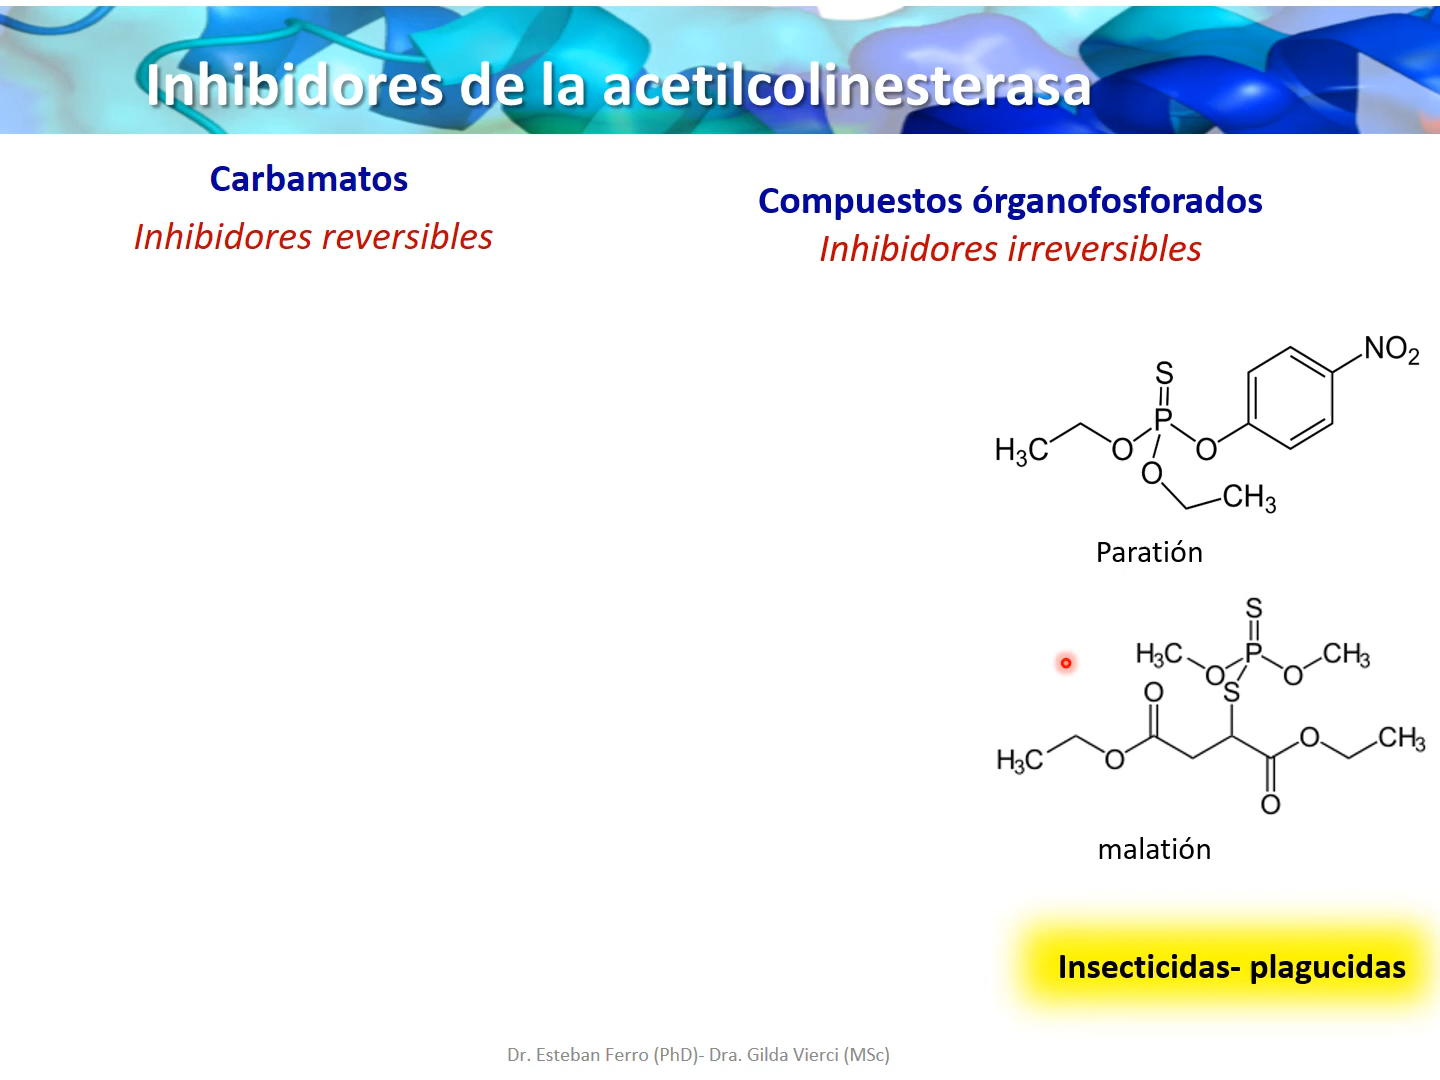 Inhibidores de la acetilcolinesterasa
Carbamatos
Inhibidores reversibles
Compuestos órganofosforados
Inhibidores irreversibles
NO2
S
P
H3C
O
O
O
CH3
Paratión
S
H3C
P
CH3
O
O
O
S
H3C
O
O
CH3
O
malatión
Insecticidas- plagucidas
Dr. Esteban Ferro (PhD)- Dra. Gilda Vierci (MSc)